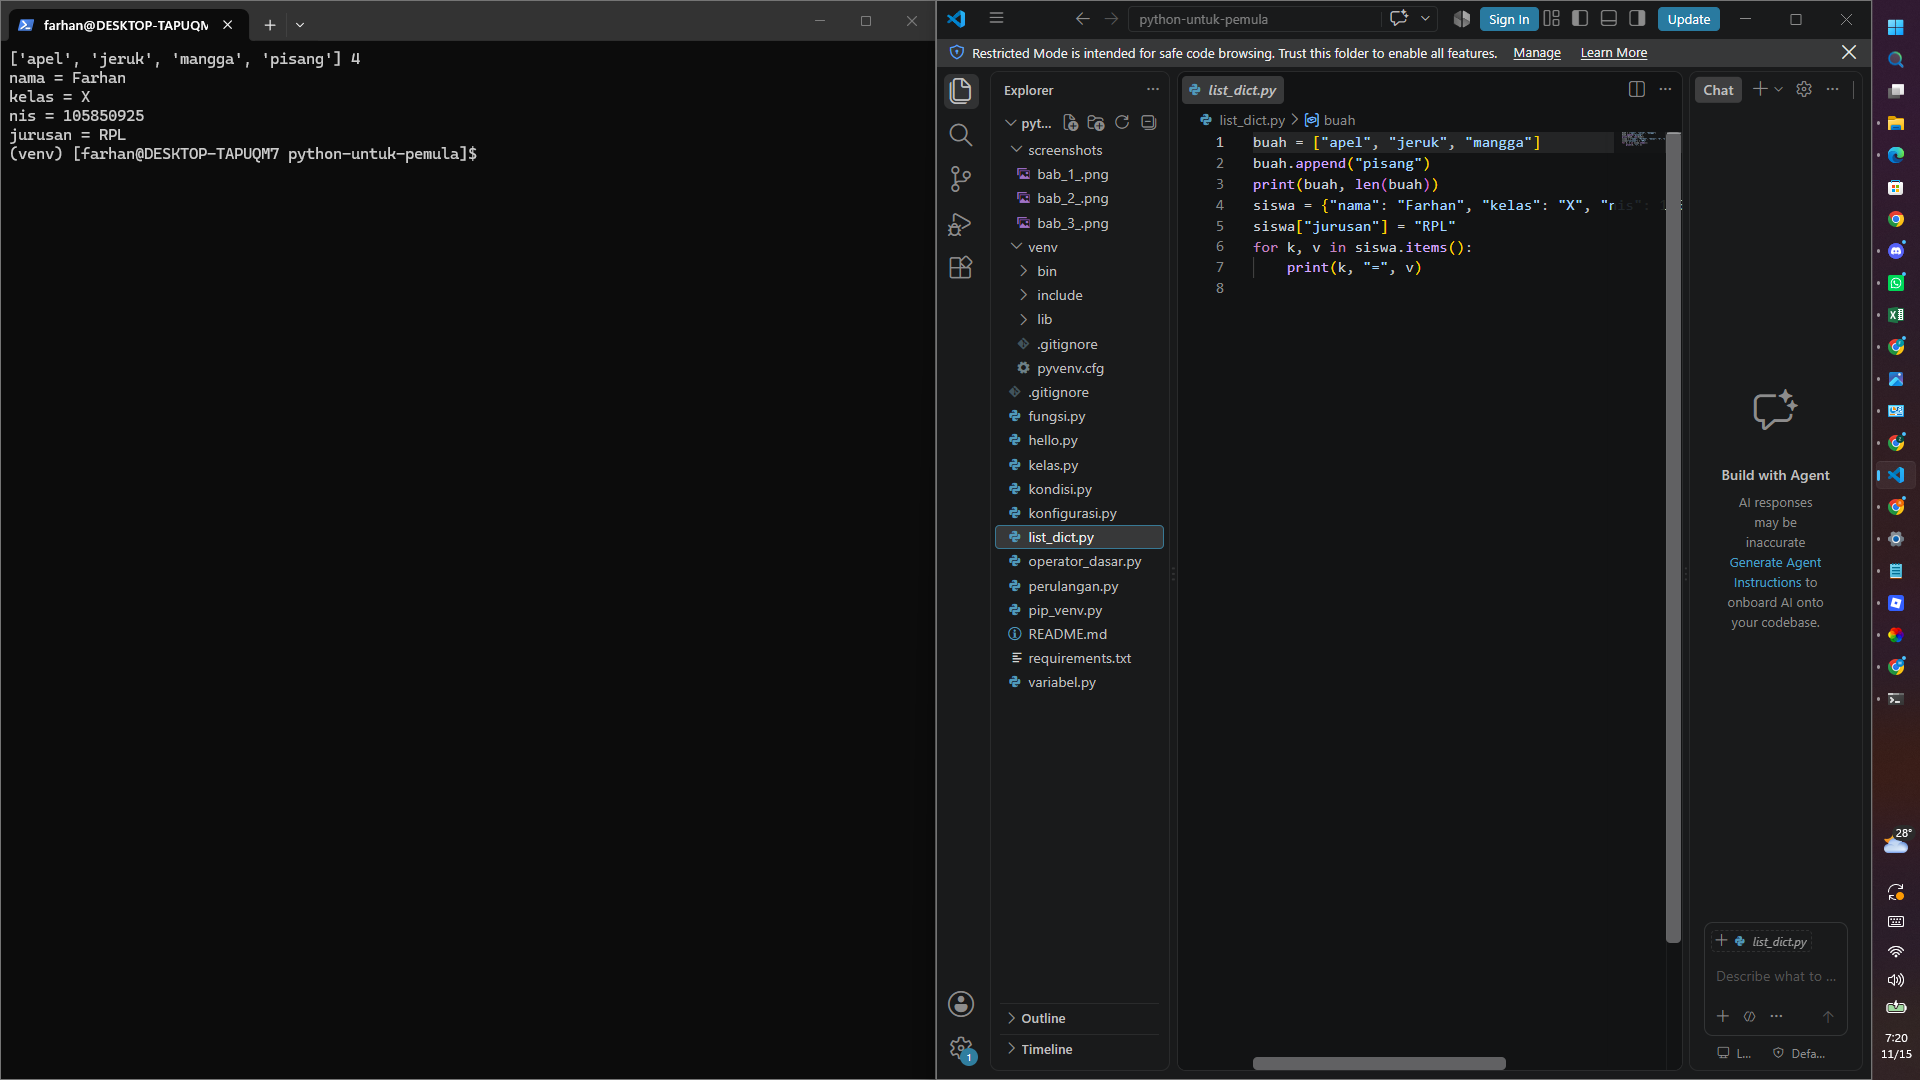 farhan@DESKTOP-TAPUQM
['apel', 'jeruk', 'mangga', 'pisang'] 4
nama = Farhan
kelas = X
nis = 105850925
jurusan = RPL
(venv) [farhan@DESKTOP-TAPUQM7 python-untuk-pemula]$
python-untuk-pemula
Sign In
Update
Restricted Mode is intended for safe code browsing. Trust this folder to enable all features.
Manage
Learn More
Explorer
pyt...
screenshots
bab_1_.png
bab_2_.png
bab_3_.png
venv
bin
include
lib
.gitignore
pyvenv.cfg
.gitignore
fungsi.py
hello.py
kelas.py
kondisi.py
konfigurasi.py
list_dict.py
operator_dasar.py
perulangan.py
pip_venv.py
README.md
requirements.txt
variabel.py
Outline
Timeline
1
list_dict.py
list_dict.py > buah
1 buah = ["apel", "jeruk", "mangga"]
2 buah.append("pisang")
3 print(buah, len(buah))
4 siswa = {"nama": "Farhan", "kelas": "X", "nis": 1
5 siswa["jurusan"] = "RPL"
6 for k, v in siswa.items():
7 print(k, "=", v)
8
Chat
Build with Agent
AI responses
may be
inaccurate
Generate Agent
Instructions to
onboard AI onto
your codebase.
list_dict.py
Describe what to ...
L...
Defa...
28°
7:20
11/15